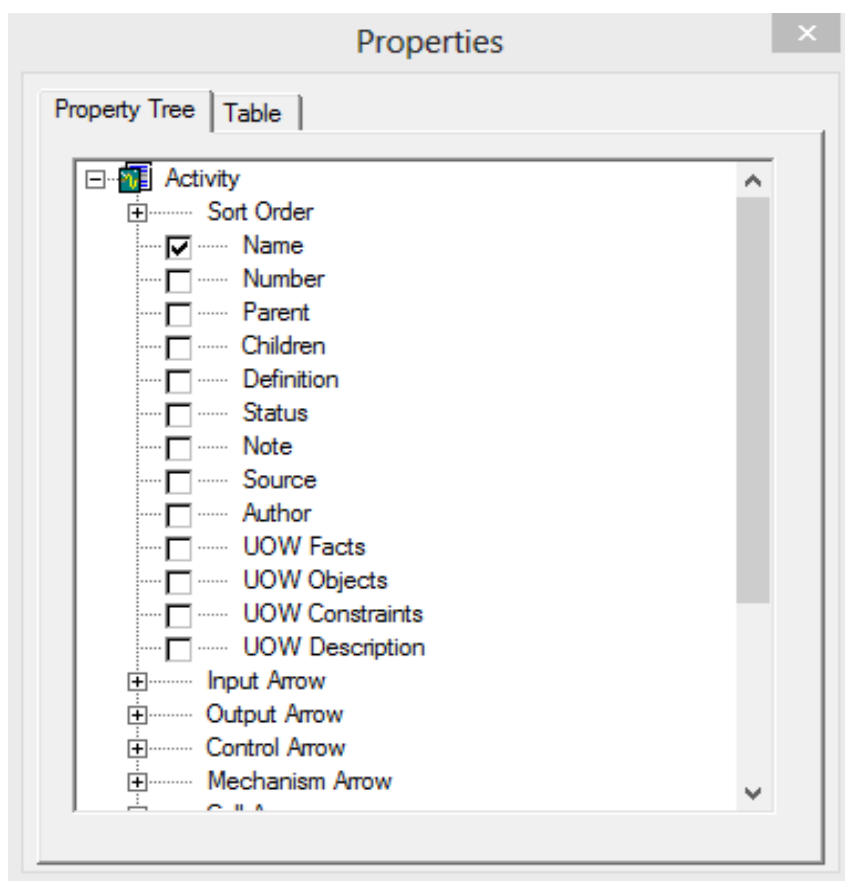 Properties
Property Tree Table
Activity
Sort Order
Name
Number
Parent
Children
Definition
Status
Note
Source
Author
UOW Facts
UOW Objects
UOW Constraints
UOW Description
Input Arrow
Output Arrow
Control Arrow
Mechanism Arrow